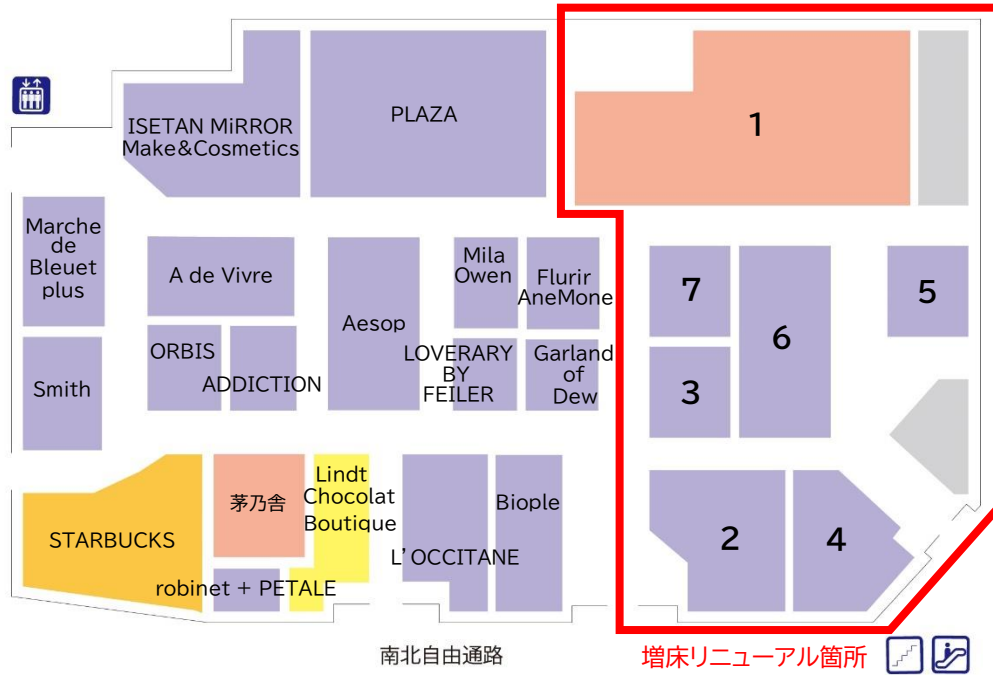 ISETAN MiRROR
Make&Cosmetics
PLAZA
1
Marche
de
Bleuet
plus
A de Vivre
Aesop
Mila
Owen
Flurir
AneMone
7
6
5
Smith
ORBIS
ADDICTION
LOVERARY
BY
FEILER
Garland
of
Dew
3
STARBUCKS
茅乃舎
Lindt
Chocolat
Boutique
robinet + PETALE
L'OCCITANE
Biople
2
4
南北自由通路
増床リニューアル箇所